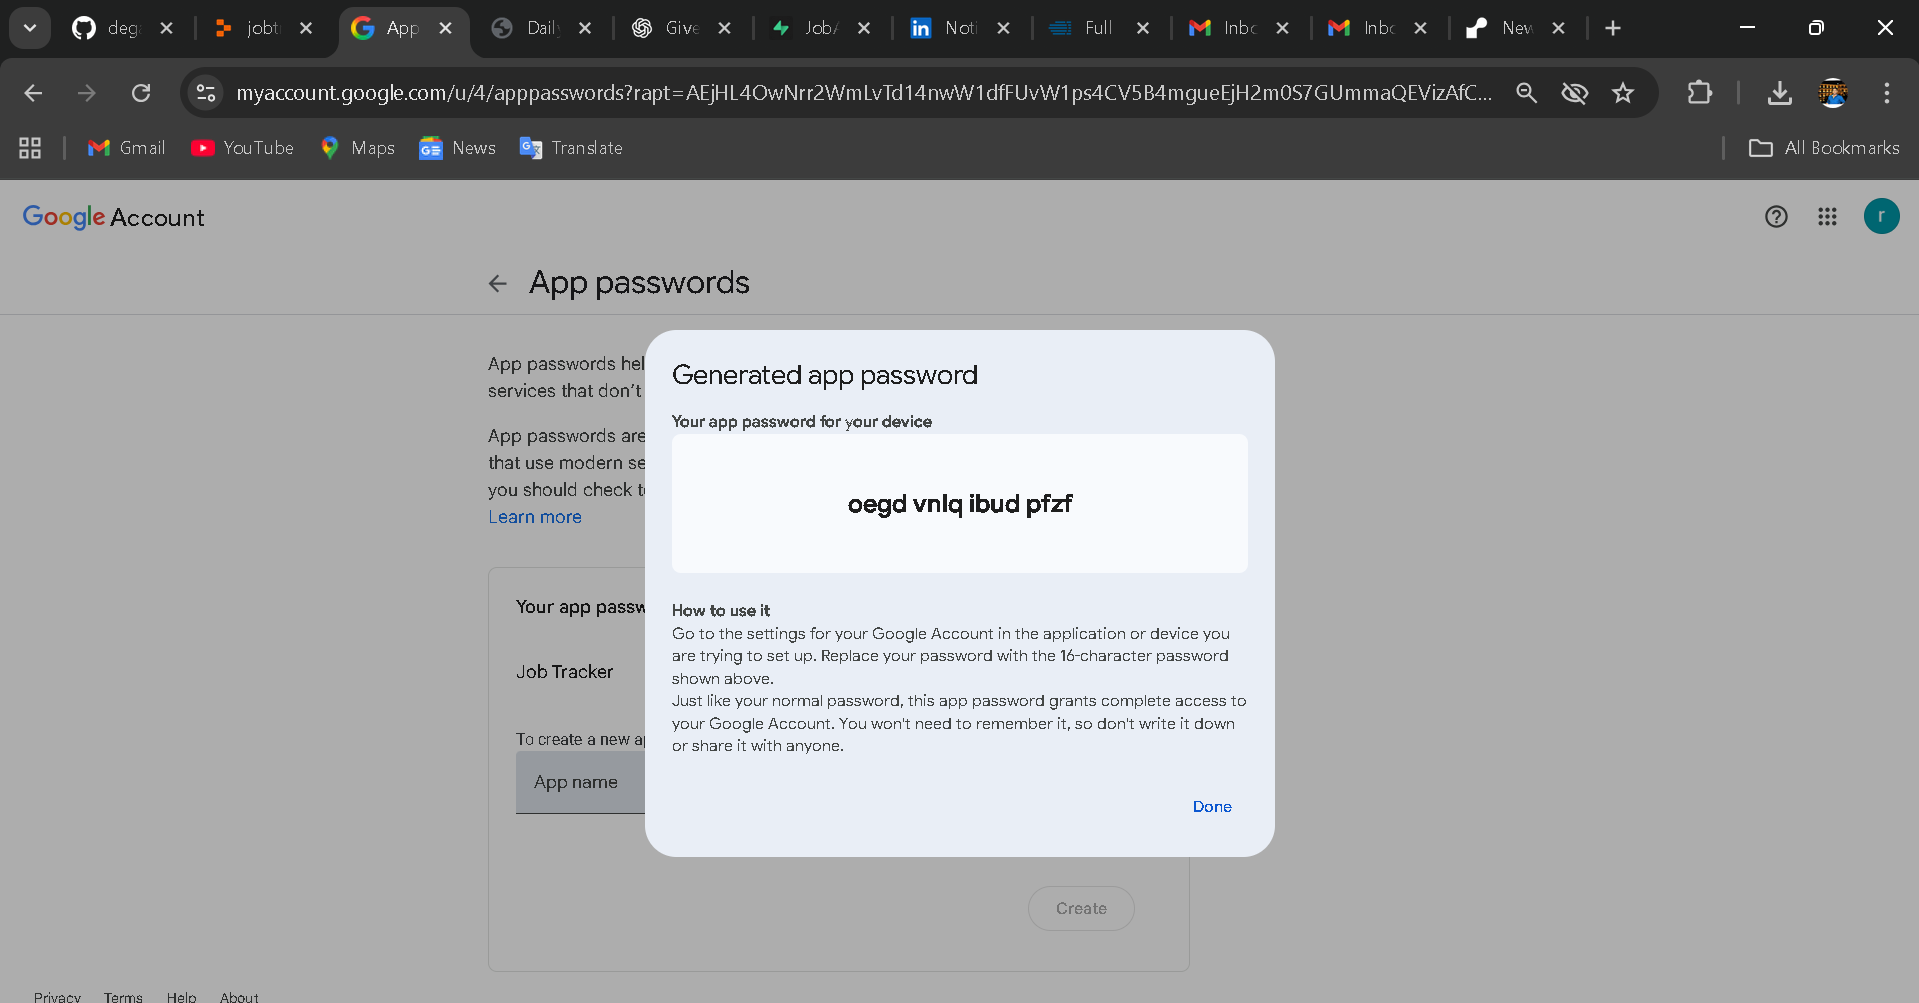 deg jobt App Daily Give Job Noti Full Inbo Inbo New
myaccount.google.com/u/4/apppasswords?rapt=AEjHL4OwNrr2WmLvTd14nwW1dfFUvW1ps4CV5B4mgueEjH2m0S7GUmmaQEVizAfC...
Gmail YouTube Maps News Translate All Bookmarks
Google Account
r
App passwords
App passwords hel
services that don't
App passwords are
that use modern se
you should check t
Learn more
Generated app password
Your app password for your device
oegd vnlq ibud pfzf
How to use it
Go to the settings for your Google Account in the application or device you
are trying to set up. Replace your password with the 16-character password
shown above.
Just like your normal password, this app password grants complete access to
your Google Account. You won't need to remember it, so don't write it down
or share it with anyone.
Done
Your app passw
Job Tracker
To create a new ap
App name
Create
Privacy Terms Help About